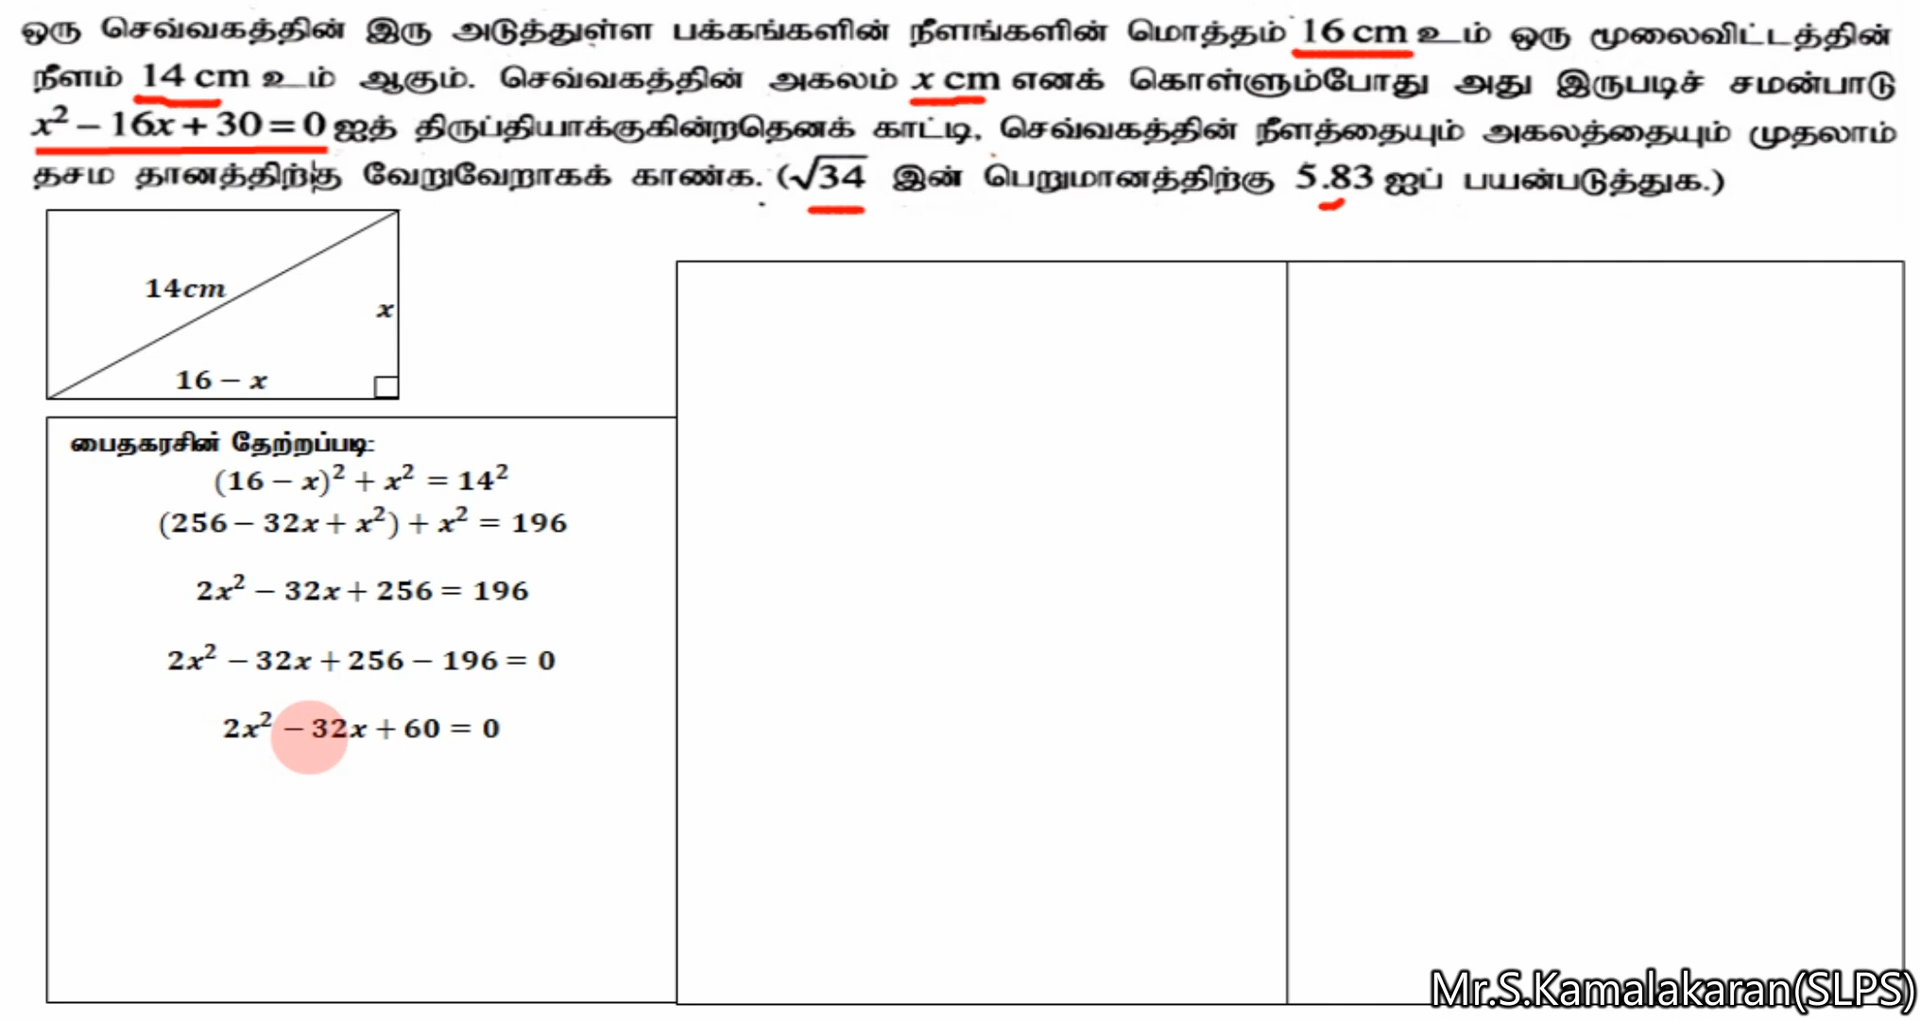 ஒரு செவ்வகத்தின் இரு அடுத்துள்ள பக்கங்களின் நீளங்களின் மொத்தம் 16 cm உம் ஒரு மூலைவிட்டத்தின்
நீளம் 14 cm உம் ஆகும். செவ்வகத்தின் அகலம் x cm எனக் கொள்ளும்போது அது இருபடிச் சமன்பாடு
x² – 16x + 30 = 0 ஐத் திருப்தியாக்குகின்றதெனக் காட்டி, செவ்வகத்தின் நீளத்தையும் அகலத்தையும் முதலாம்
தசம தானத்திற்கு வேறுவேறாகக் காண்க. (√34 இன் பெறுமானத்திற்கு 5.83 ஐப் பயன்படுத்துக.)
14cm
x
16 − x
பைதகரசின் தேற்றப்படி:
(16 − x)² + x² = 14²
(256 − 32x + x²) + x² = 196
2x² − 32x + 256 = 196
2x² − 32x + 256 − 196 = 0
2x² − 32x + 60 = 0
Mr.S.Kamalakaran(SLPS)